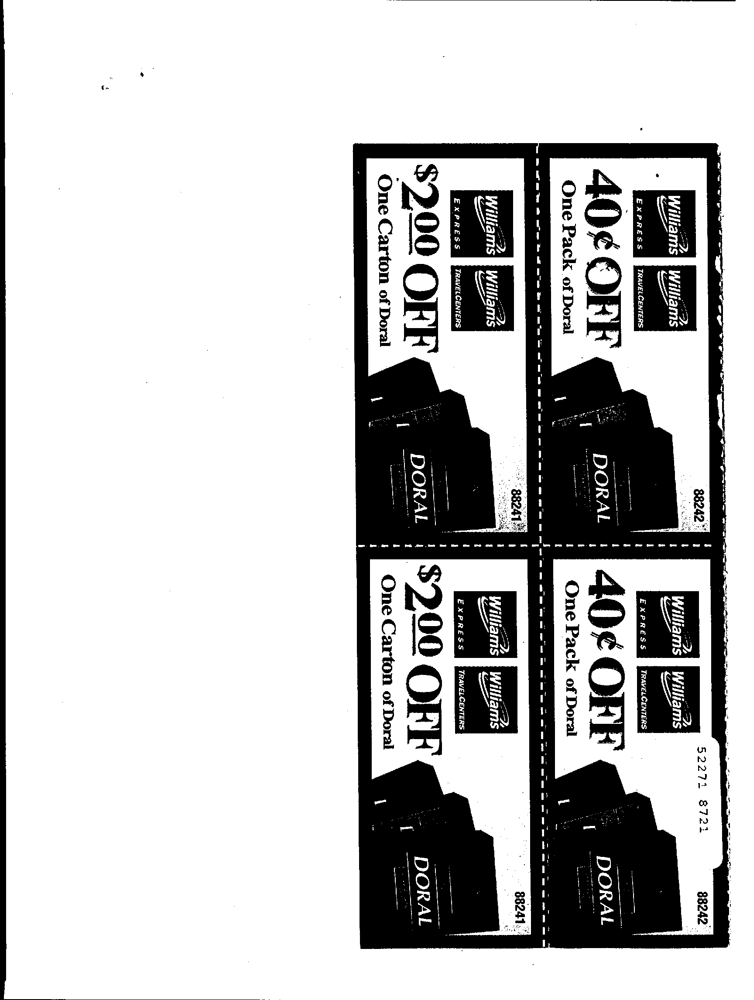 Williams Williams
EXPRESS TRAVELCENTERS
40¢ OFF
One Pack of Doral
DORAL
88242
Williams Williams
EXPRESS TRAVELCENTERS
40¢ OFF
One Pack of Doral
DORAL
88242
52271 8721
Williams Williams
EXPRESS TRAVELCENTERS
$2.00 OFF
One Carton of Doral
DORAL
88241
Williams Williams
EXPRESS TRAVELCENTERS
$2.00 OFF
One Carton of Doral
DORAL
88241